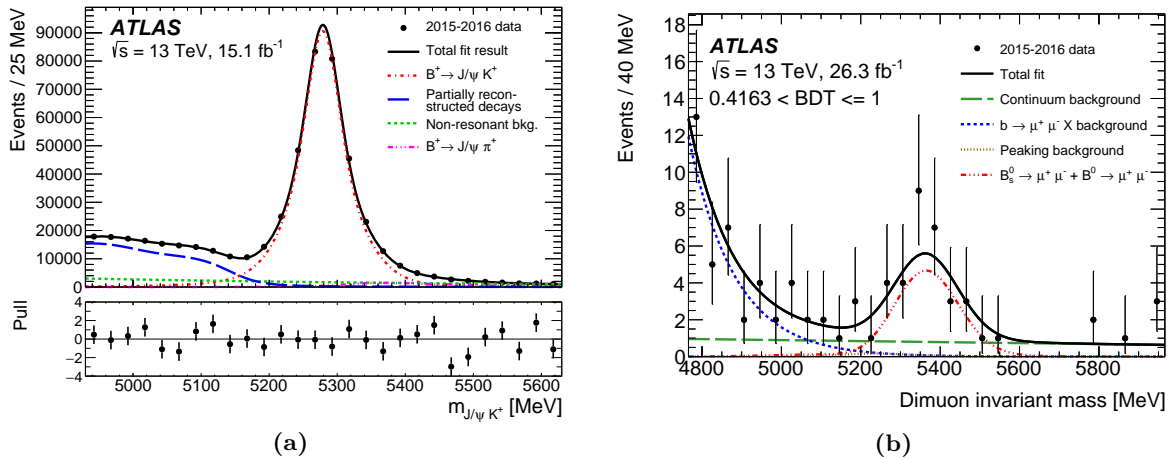 ATLAS
√s = 13 TeV, 15.1 fb⁻¹
2015-2016 data
Total fit result
B⁺→ J/ψ K⁺
Partially recon-
structed decays
Non-resonant bkg.
B⁺→ J/ψ π⁺
Events / 25 MeV
90000
80000
70000
60000
50000
40000
30000
20000
10000
0
Pull
4
2
0
−2
−4
5000 5100 5200 5300 5400 5500 5600
m_{J/ψ K⁺} [MeV]
(a)
ATLAS
√s = 13 TeV, 26.3 fb⁻¹
0.4163 < BDT <= 1
2015-2016 data
Total fit
Continuum background
b → μ⁺ μ⁻ X background
Peaking background
B⁰ₛ → μ⁺ μ⁻ + B⁰ → μ⁺ μ⁻
Events / 40 MeV
18
16
14
12
10
8
6
4
2
0
4800 5000 5200 5400 5600 5800
Dimuon invariant mass [MeV]
(b)